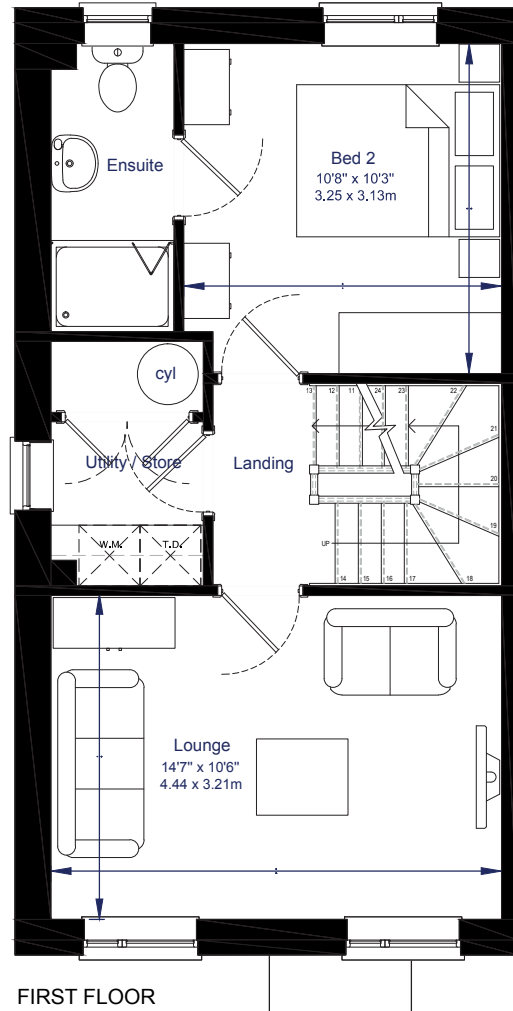 Ensuite
Bed 2
10'8" x 10'3"
3.25 x 3.13m
cyl
13 12 11 24 23 22
21
Utility / Store
Landing
20
W.M. T.D.
19
UP
14 15 16 17 18
Lounge
14'7" x 10'6"
4.44 x 3.21m
FIRST FLOOR